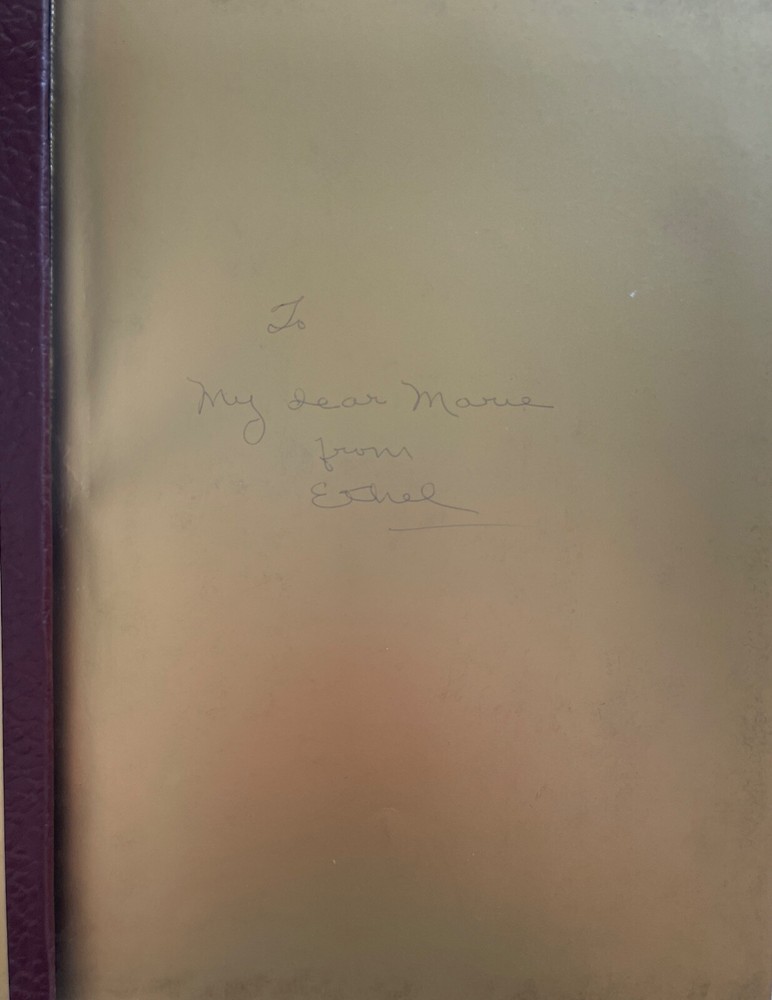 To
My dear Marie
from
Ethel